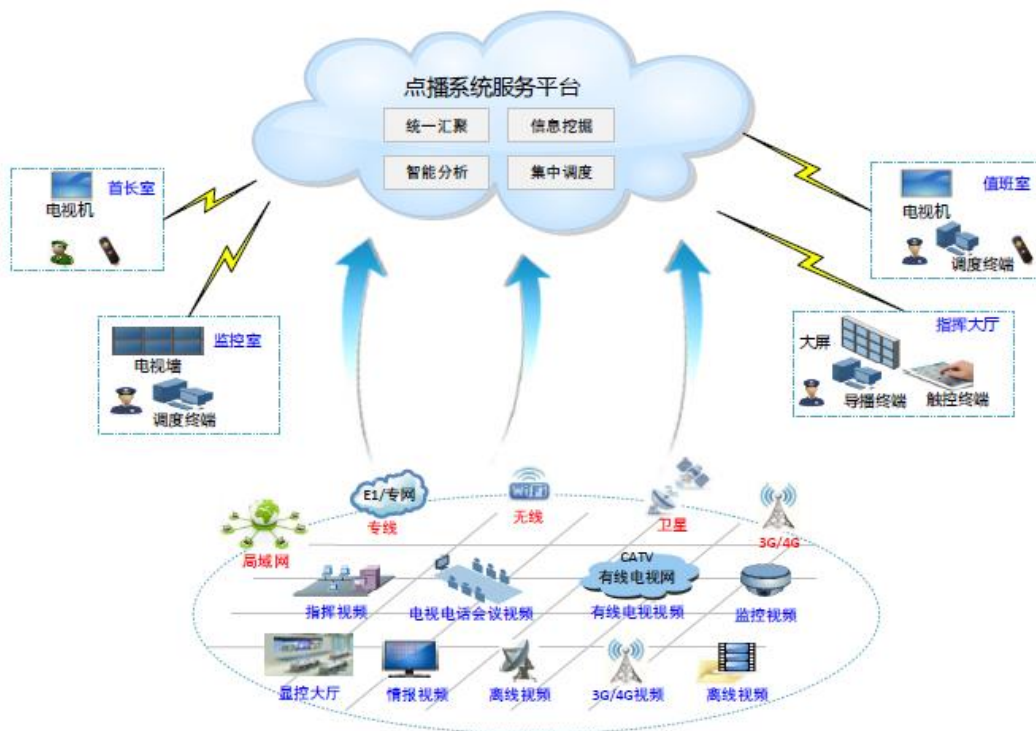 点播系统服务平台
统一汇聚
信息挖掘
智能分析
集中调度
首长室
电视机
值班室
电视机
调度终端
监控室
电视墙
调度终端
指挥大厅
大屏
导播终端
触控终端
E1/专网
专线
WiFi
无线
卫星
3G/4G
局域网
CATV
有线电视网
指挥视频
电视电话会议视频
有线电视视频
监控视频
显控大厅
情报视频
离线视频
3G/4G视频
离线视频